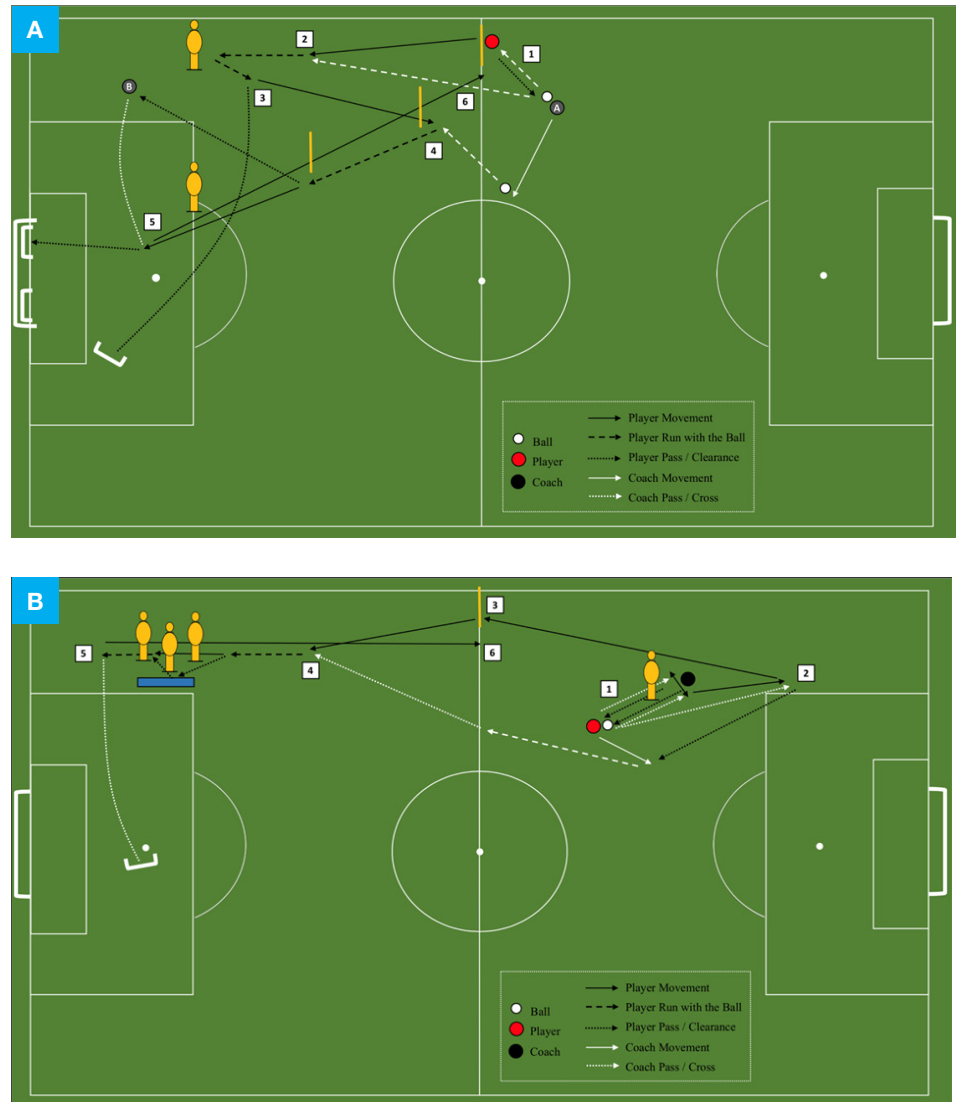 A
2
1
B
3
6
A
4
5
Ball
Player
Coach
Player Movement
Player Run with the Ball
Player Pass / Clearance
Coach Movement
Coach Pass / Cross
B
3
5
6
4
1
2
Ball
Player
Coach
Player Movement
Player Run with the Ball
Player Pass / Clearance
Coach Movement
Coach Pass / Cross